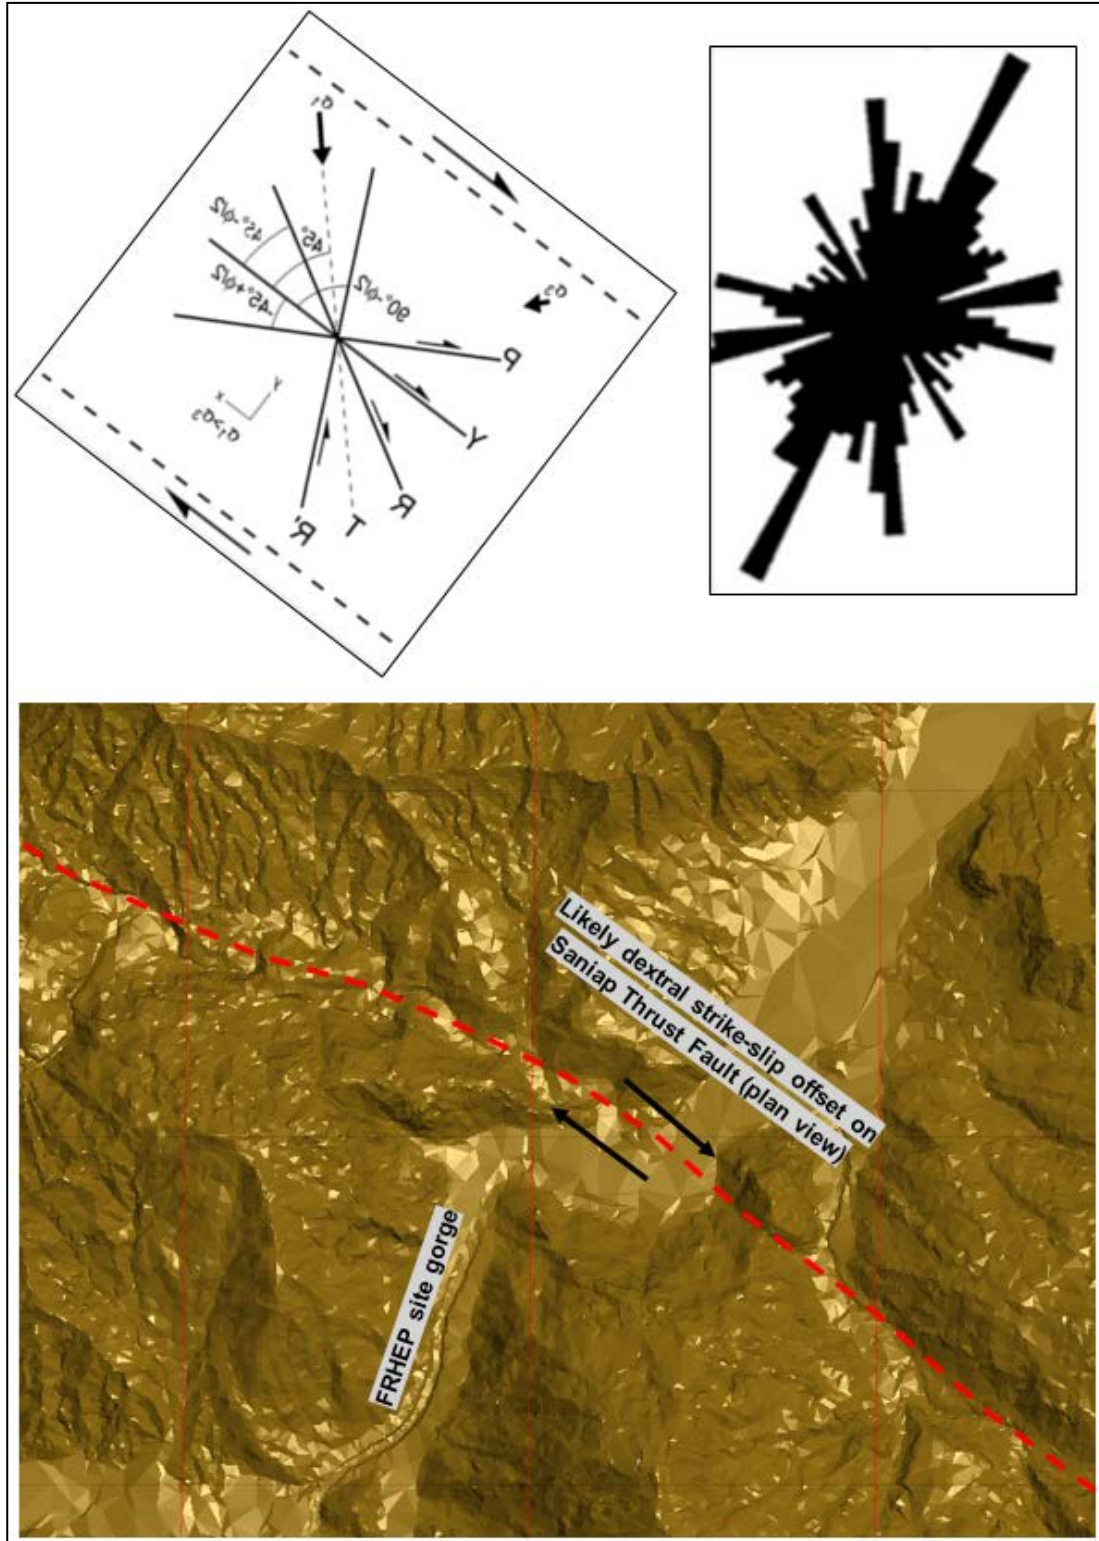 σ₁
45°-φ/2
45°
-45°+φ/2
90°-φ/2
σ₃
P
Y
R
T
R'
Y
X
σ₁>σ₃
Likely dextral strike-slip offset on
Saniap Thrust Fault (plan view)
FRHEP site gorge